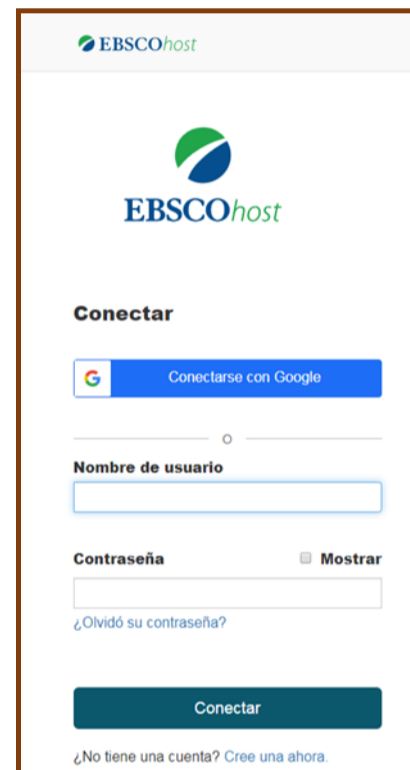 EBSCOhost
EBSCOhost
Conectar
G Conectarse con Google
O
Nombre de usuario
Contraseña Mostrar
¿Olvidó su contraseña?
Conectar
¿No tiene una cuenta? Cree una ahora.